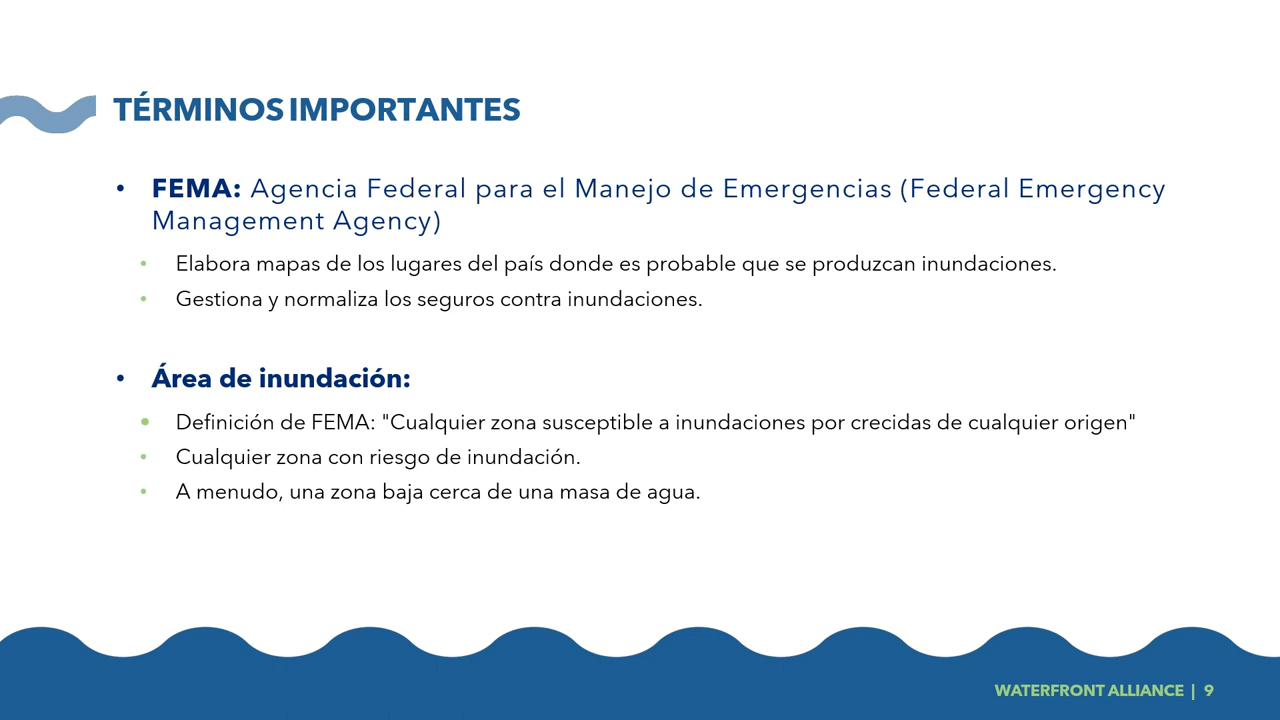 TÉRMINOS IMPORTANTES
• FEMA: Agencia Federal para el Manejo de Emergencias (Federal Emergency
Management Agency)
• Elabora mapas de los lugares del país donde es probable que se produzcan inundaciones.
• Gestiona y normaliza los seguros contra inundaciones.
• Área de inundación:
• Definición de FEMA: "Cualquier zona susceptible a inundaciones por crecidas de cualquier origen"
• Cualquier zona con riesgo de inundación.
• A menudo, una zona baja cerca de una masa de agua.
WATERFRONT ALLIANCE | 9